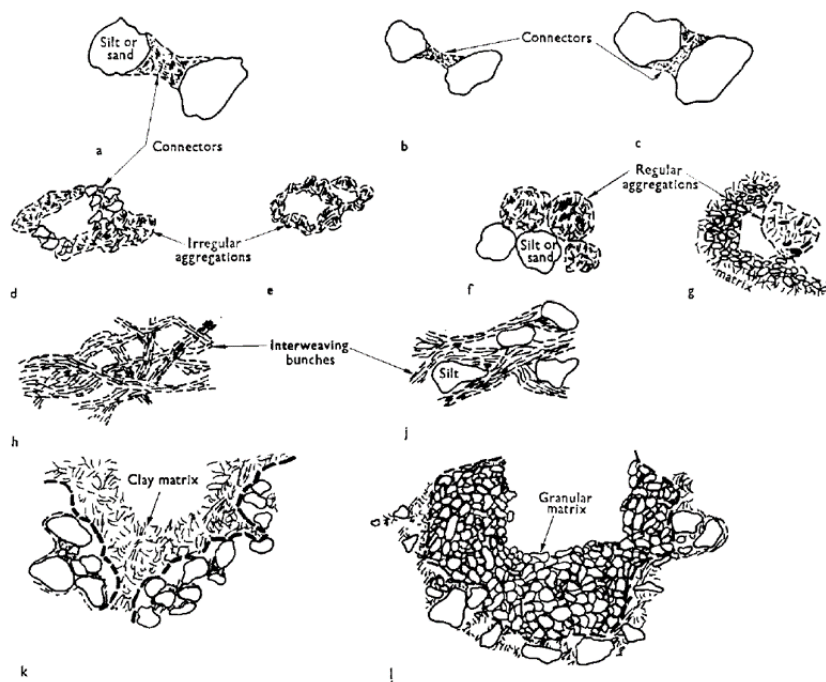 Silt or
sand
Connectors
a
b
c
Connectors
Regular
aggregations
Irregular
aggregations
Silt or
sand
matrix
d
e
f
g
Interweaving
bunches
Silt
h
j
Clay matrix
Granular
matrix
k
l